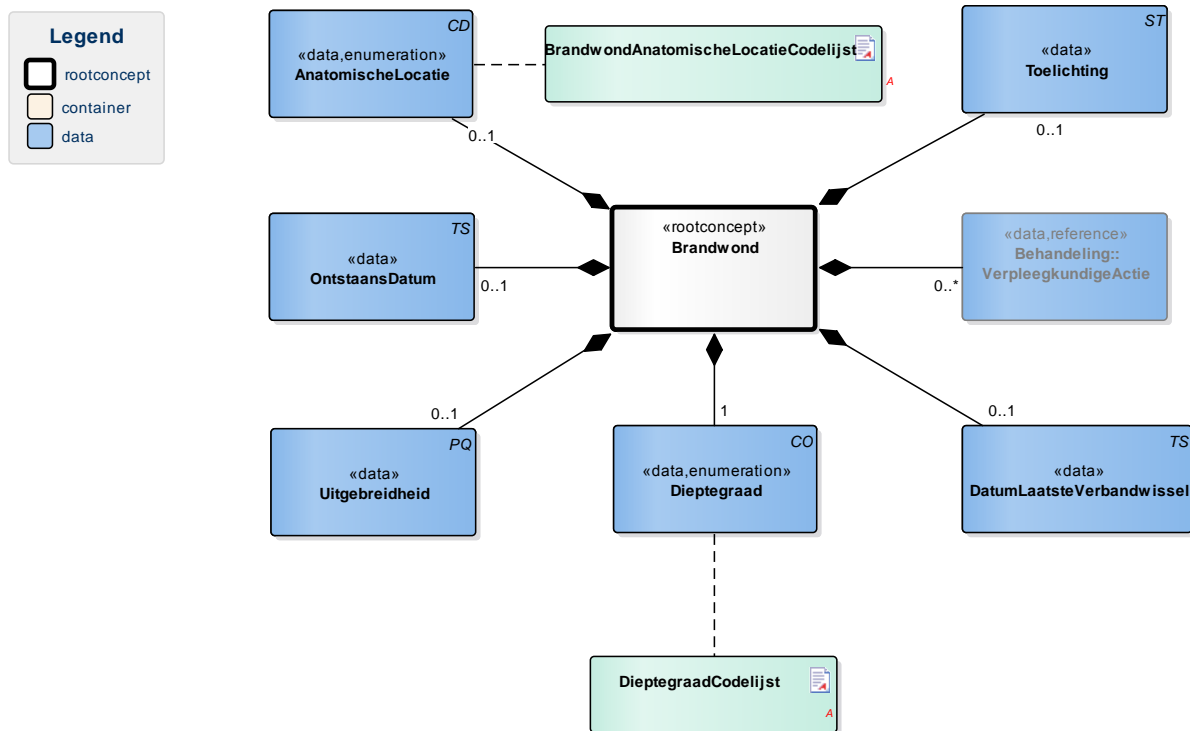 Legend
rootconcept
container
data
CD
«data,enumeration»
AnatomischeLocatie
BrandwondAnatomischeLocatieCodelijst
A
ST
«data»
Toelichting
0..1
0..1
«rootconcept»
Brandwond
TS
«data»
OntstaansDatum
0..1
«data,reference»
Behandeling::
VerpleegkundigeActie
0..*
0..1
1
0..1
PQ
«data»
Uitgebreidheid
CO
«data,enumeration»
Dieptegraad
TS
«data»
DatumLaatsteVerbandwissel
DieptegraadCodelijst
A